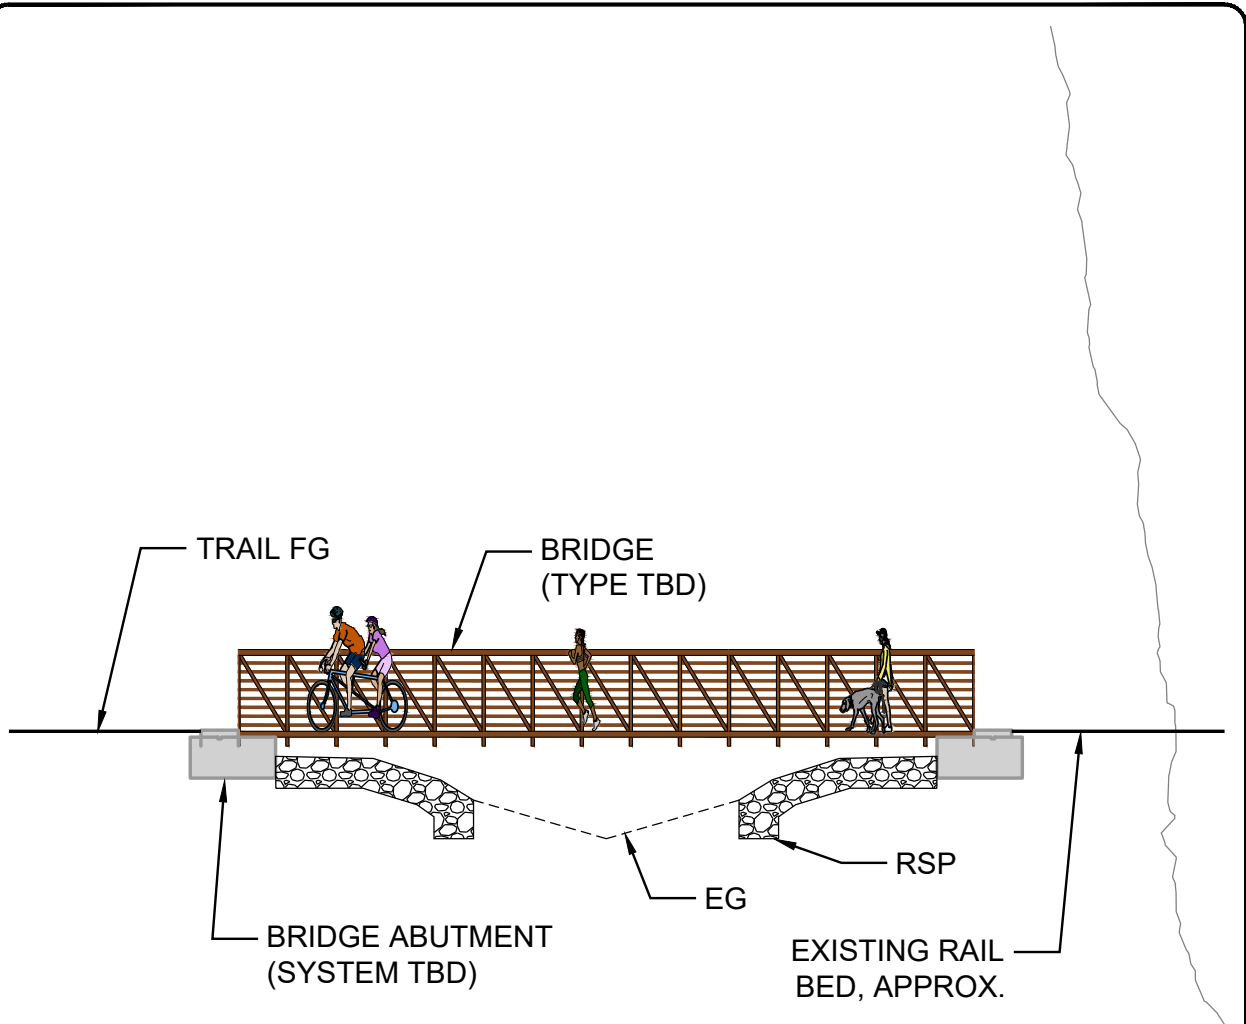 TRAIL FG
BRIDGE
(TYPE TBD)
RSP
EG
BRIDGE ABUTMENT
(SYSTEM TBD)
EXISTING RAIL
BED, APPROX.